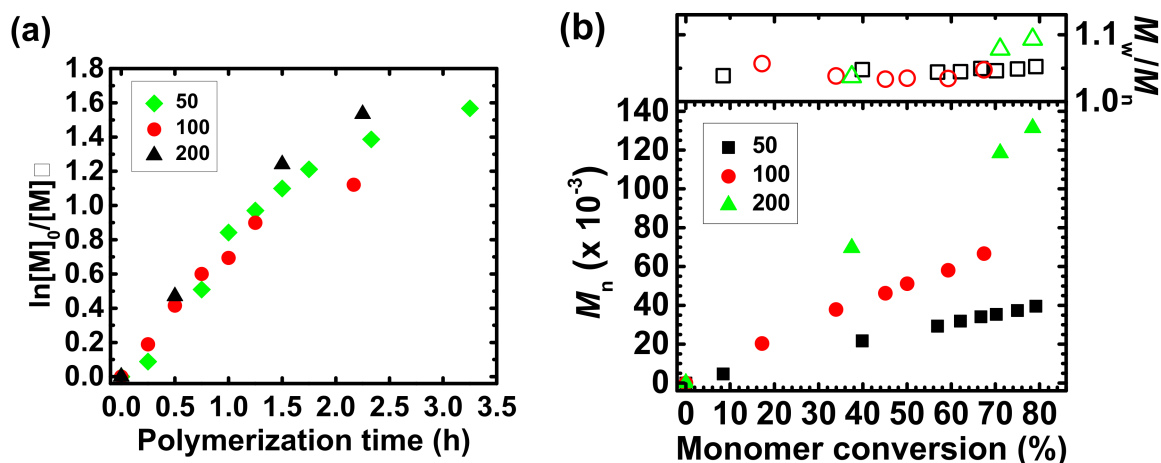 (a)
ln[M]0/[M]□
1.8
1.6
1.4
1.2
1.0
0.8
0.6
0.4
0.2
0.0
50
100
200
0.0 0.5 1.0 1.5 2.0 2.5 3.0 3.5
Polymerization time (h)
(b)
1.1
1.0
Mw/Mn
Mn (x 10-3)
140
120
100
80
60
40
20
0
50
100
200
0 10 20 30 40 50 60 70 80
Monomer conversion (%)